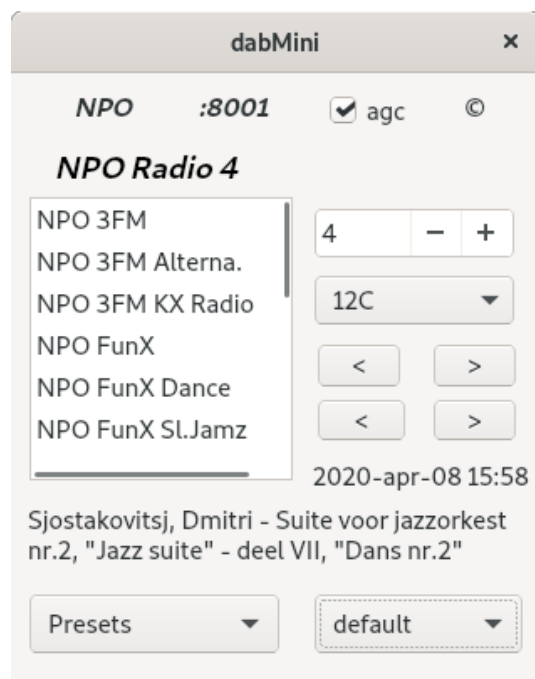 dabMini ×
NPO :8001 agc ©
NPO Radio 4
NPO 3FM
NPO 3FM Alterna.
NPO 3FM KX Radio
NPO FunX
NPO FunX Dance
NPO FunX Sl.Jamz
4 − +
12C
< >
< >
2020-apr-08 15:58
Sjostakovitsj, Dmitri - Suite voor jazzorkest
nr.2, "Jazz suite" - deel VII, "Dans nr.2"
Presets default